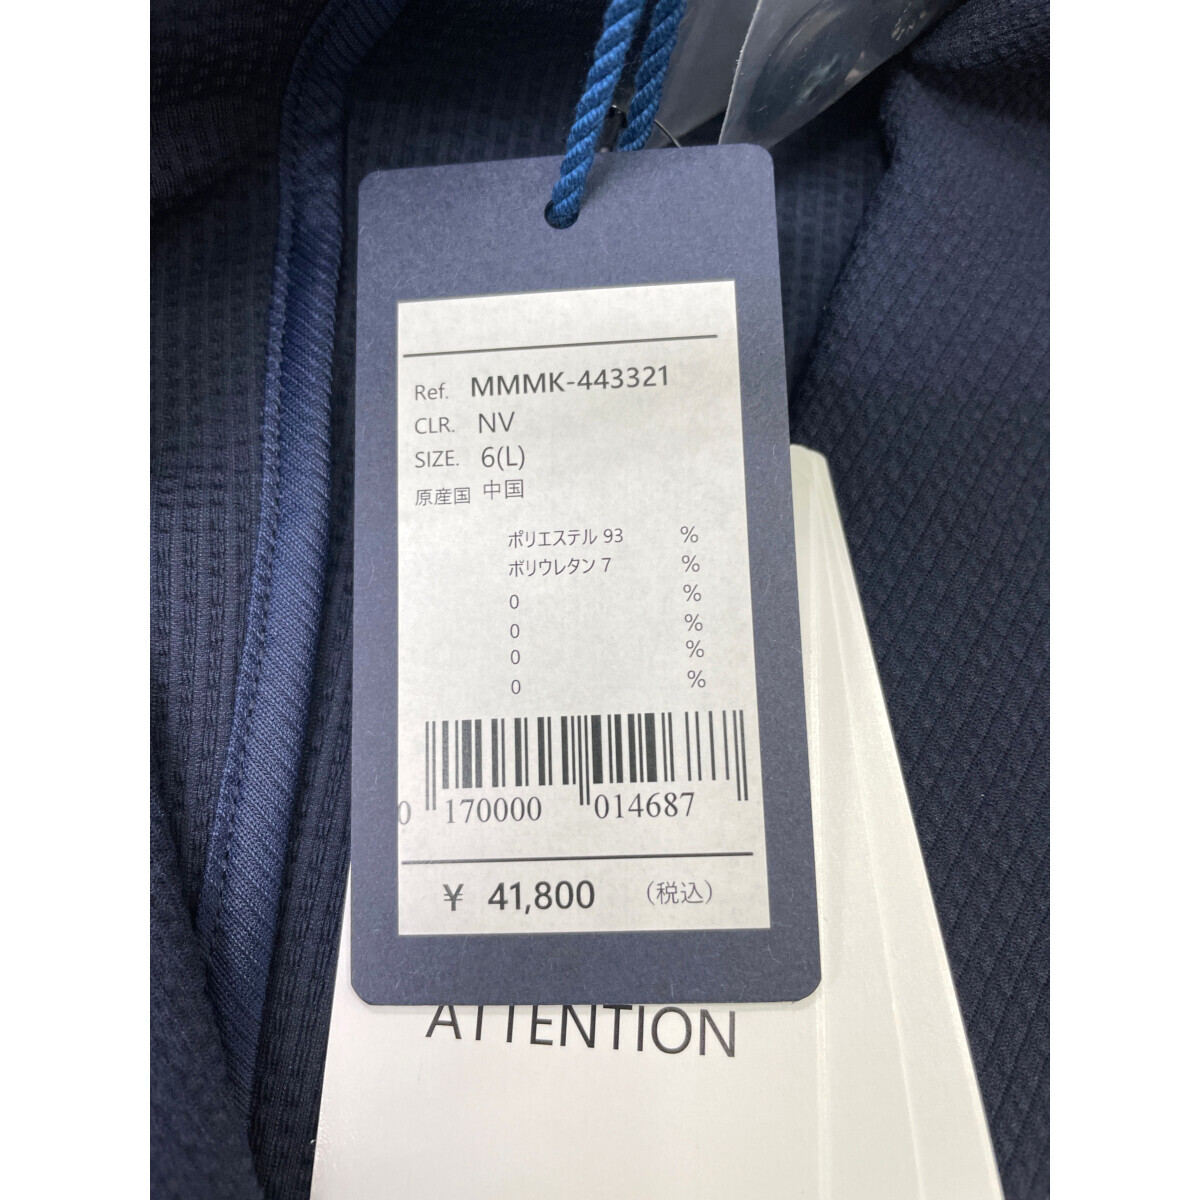 Ref. MMMK-443321
CLR. NV
SIZE. 6(L)
原産国 中国
ポリエステル 93 %
ポリウレタン 7 %
0 %
0 %
0 %
0 %
0 170000 014687
¥ 41,800 （税込）
ATTENTION